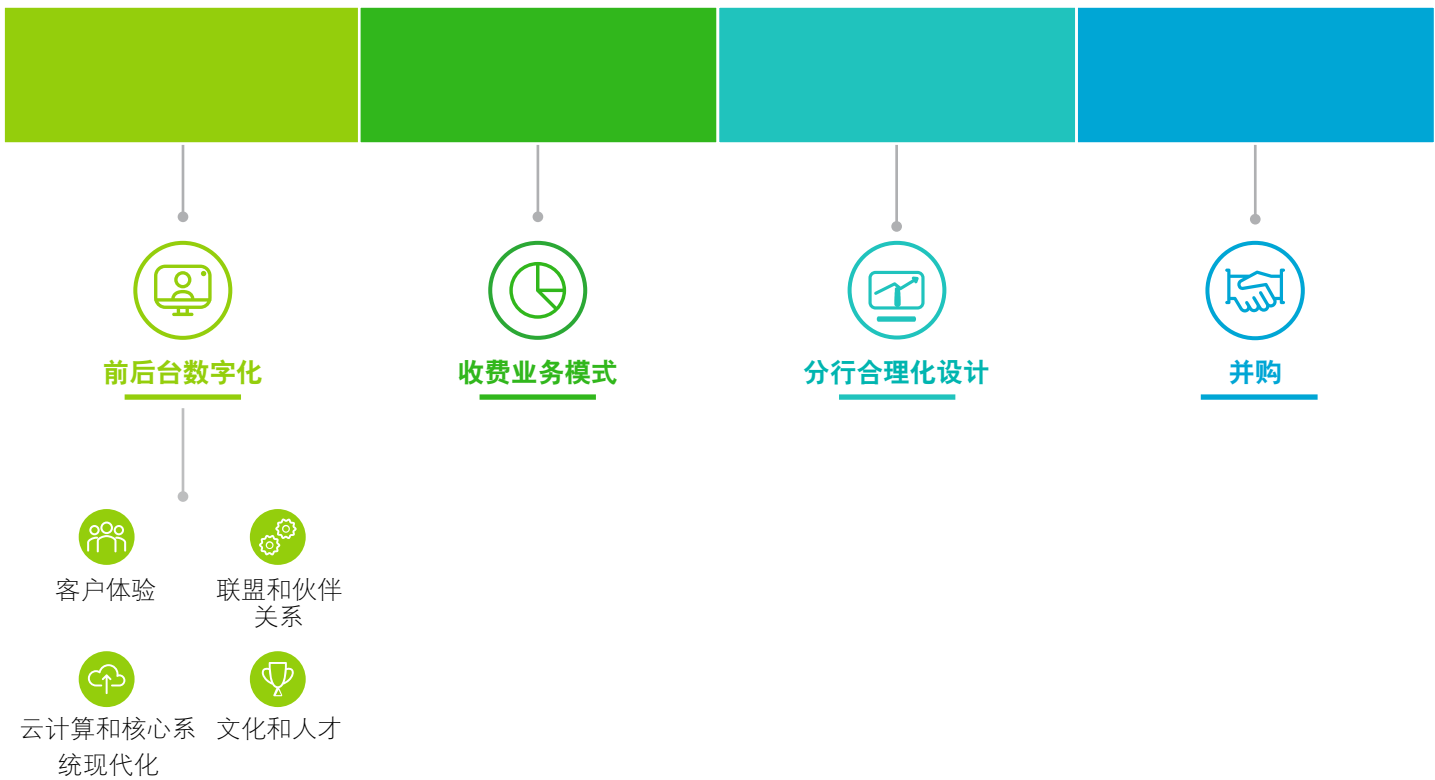 前后台数字化
收费业务模式
分行合理化设计
并购
客户体验
联盟和伙伴
关系
云计算和核心系
统现代化
文化和人才